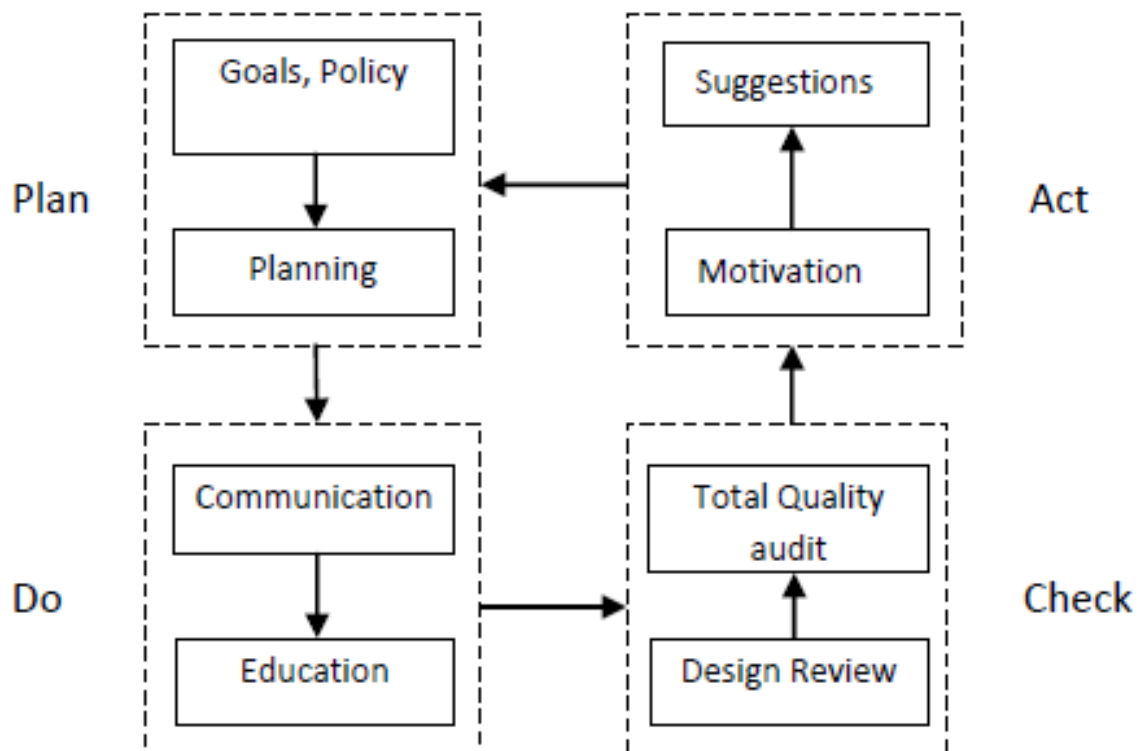 Goals, Policy
Suggestions
Plan
Act
Planning
Motivation
Communication
Total Quality
audit
Do
Check
Education
Design Review